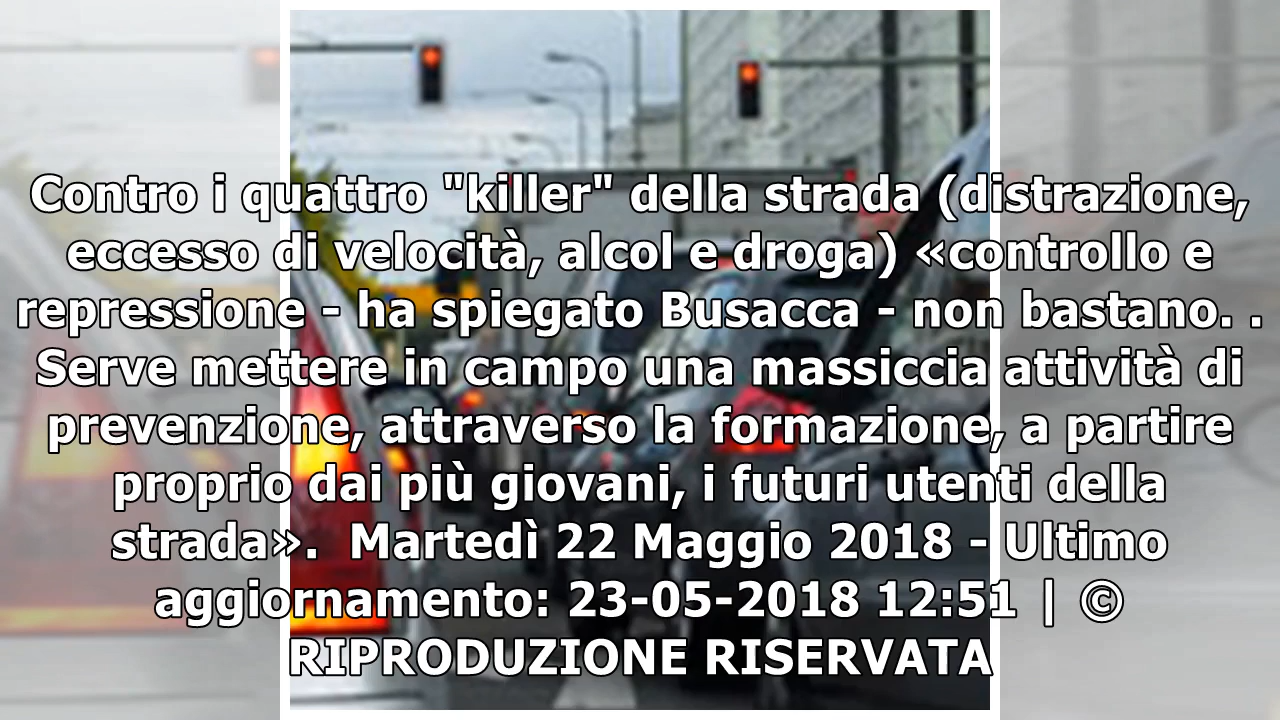 Contro i quattro "killer" della strada (distrazione,
eccesso di velocità, alcol e droga) «controllo e
repressione - ha spiegato Busacca - non bastano. .
Serve mettere in campo una massiccia attività di
prevenzione, attraverso la formazione, a partire
proprio dai più giovani, i futuri utenti della
strada».  Martedì 22 Maggio 2018 - Ultimo
aggiornamento: 23-05-2018 12:51 | ©
RIPRODUZIONE RISERVATA